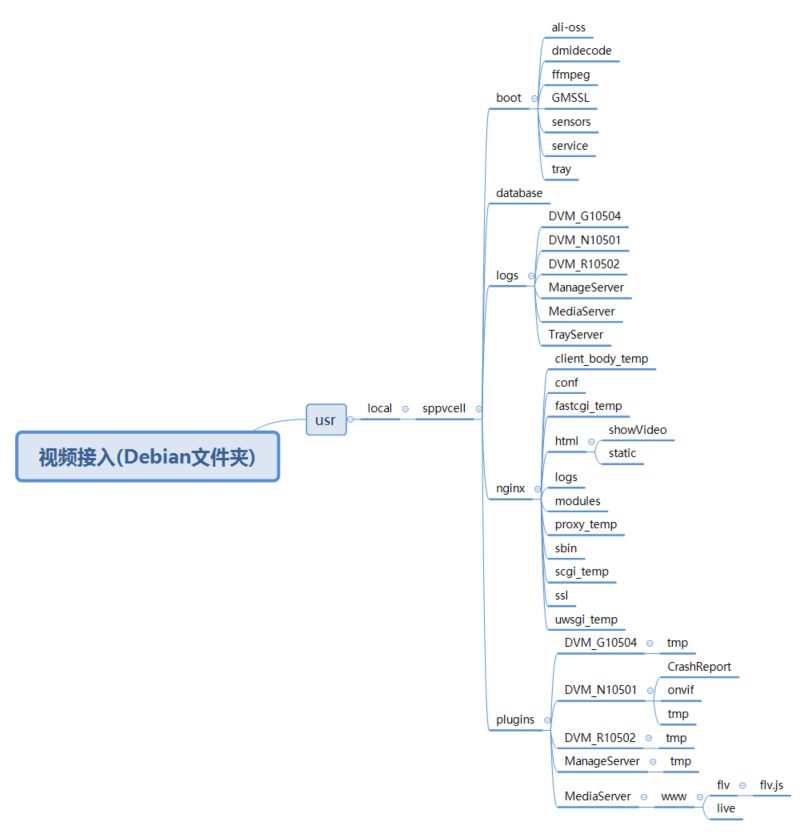 视频接入(Debian文件夹)
usr
local
sppvcell
boot
ali-oss
dmidecode
ffmpeg
GMSSL
sensors
service
tray
database
logs
DVM_G10504
DVM_N10501
DVM_R10502
ManageServer
MediaServer
TrayServer
nginx
client_body_temp
conf
fastcgi_temp
html
showVideo
static
logs
modules
proxy_temp
sbin
scgi_temp
ssl
uwsgi_temp
plugins
DVM_G10504
tmp
DVM_N10501
CrashReport
onvif
tmp
DVM_R10502
tmp
ManageServer
tmp
MediaServer
www
flv
flv.js
live